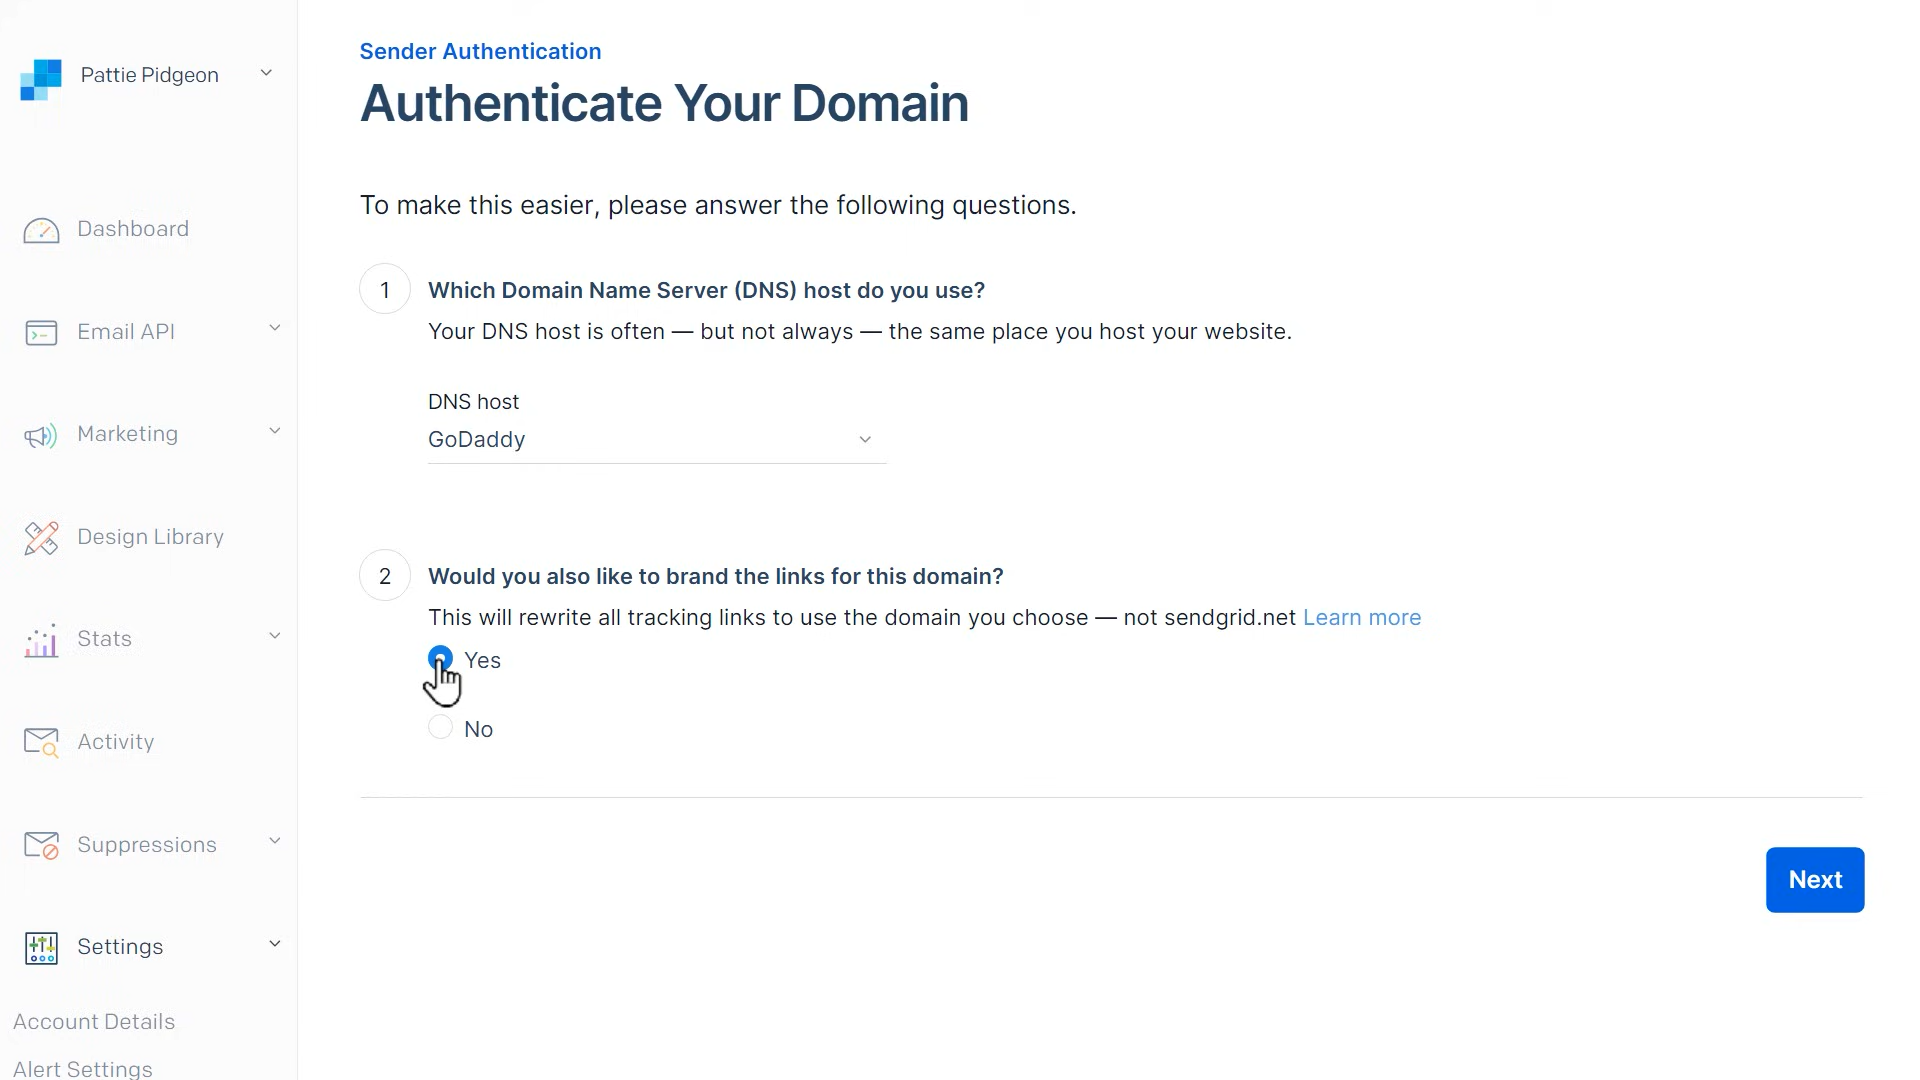 Pattie Pidgeon
Dashboard
Email API
Marketing
Design Library
Stats
Activity
Suppressions
Settings
Account Details
Alert Settings
Sender Authentication
Authenticate Your Domain
To make this easier, please answer the following questions.
1
Which Domain Name Server (DNS) host do you use?
Your DNS host is often — but not always — the same place you host your website.
DNS host
GoDaddy
2
Would you also like to brand the links for this domain?
This will rewrite all tracking links to use the domain you choose — not sendgrid.net Learn more
Yes
No
Next